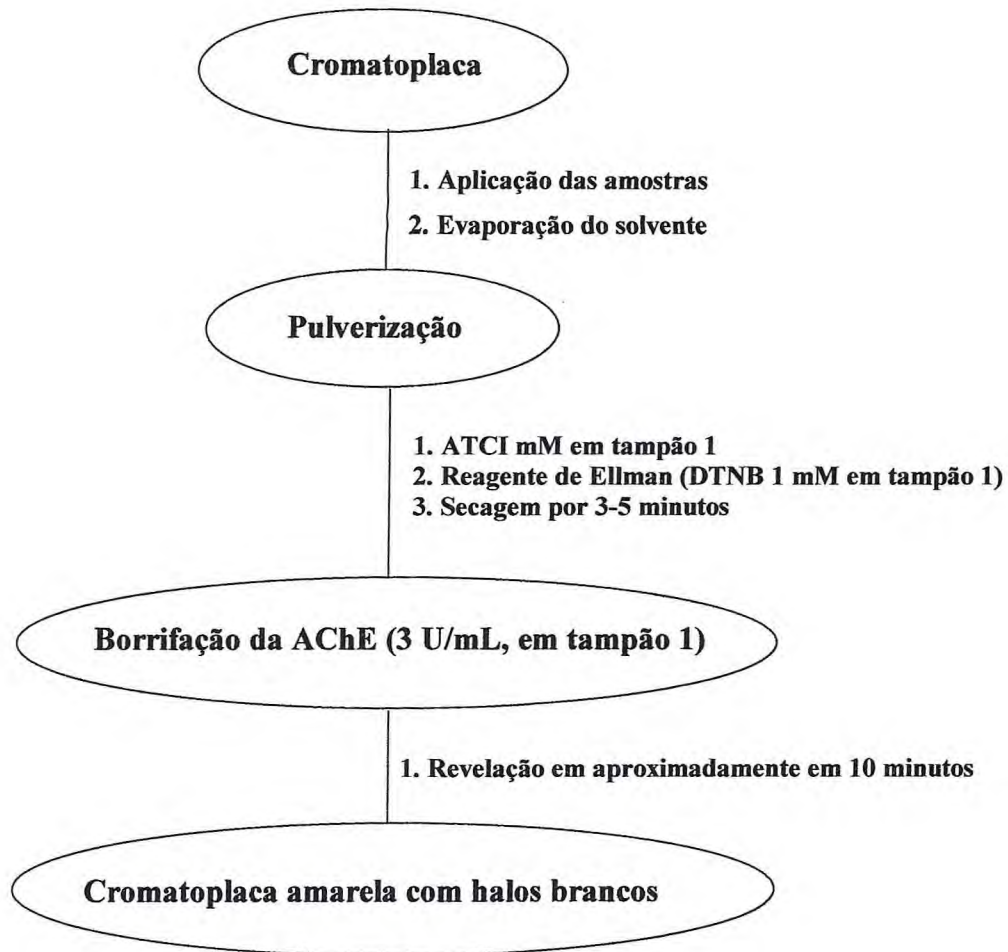 Cromatoplaca
1. Aplicação das amostras
2. Evaporação do solvente
Pulverização
1. ATCI mM em tampão 1
2. Reagente de Ellman (DTNB 1 mM em tampão 1)
3. Secagem por 3-5 minutos
Borrifação da AChE (3 U/mL, em tampão 1)
1. Revelação em aproximadamente em 10 minutos
Cromatoplaca amarela com halos brancos